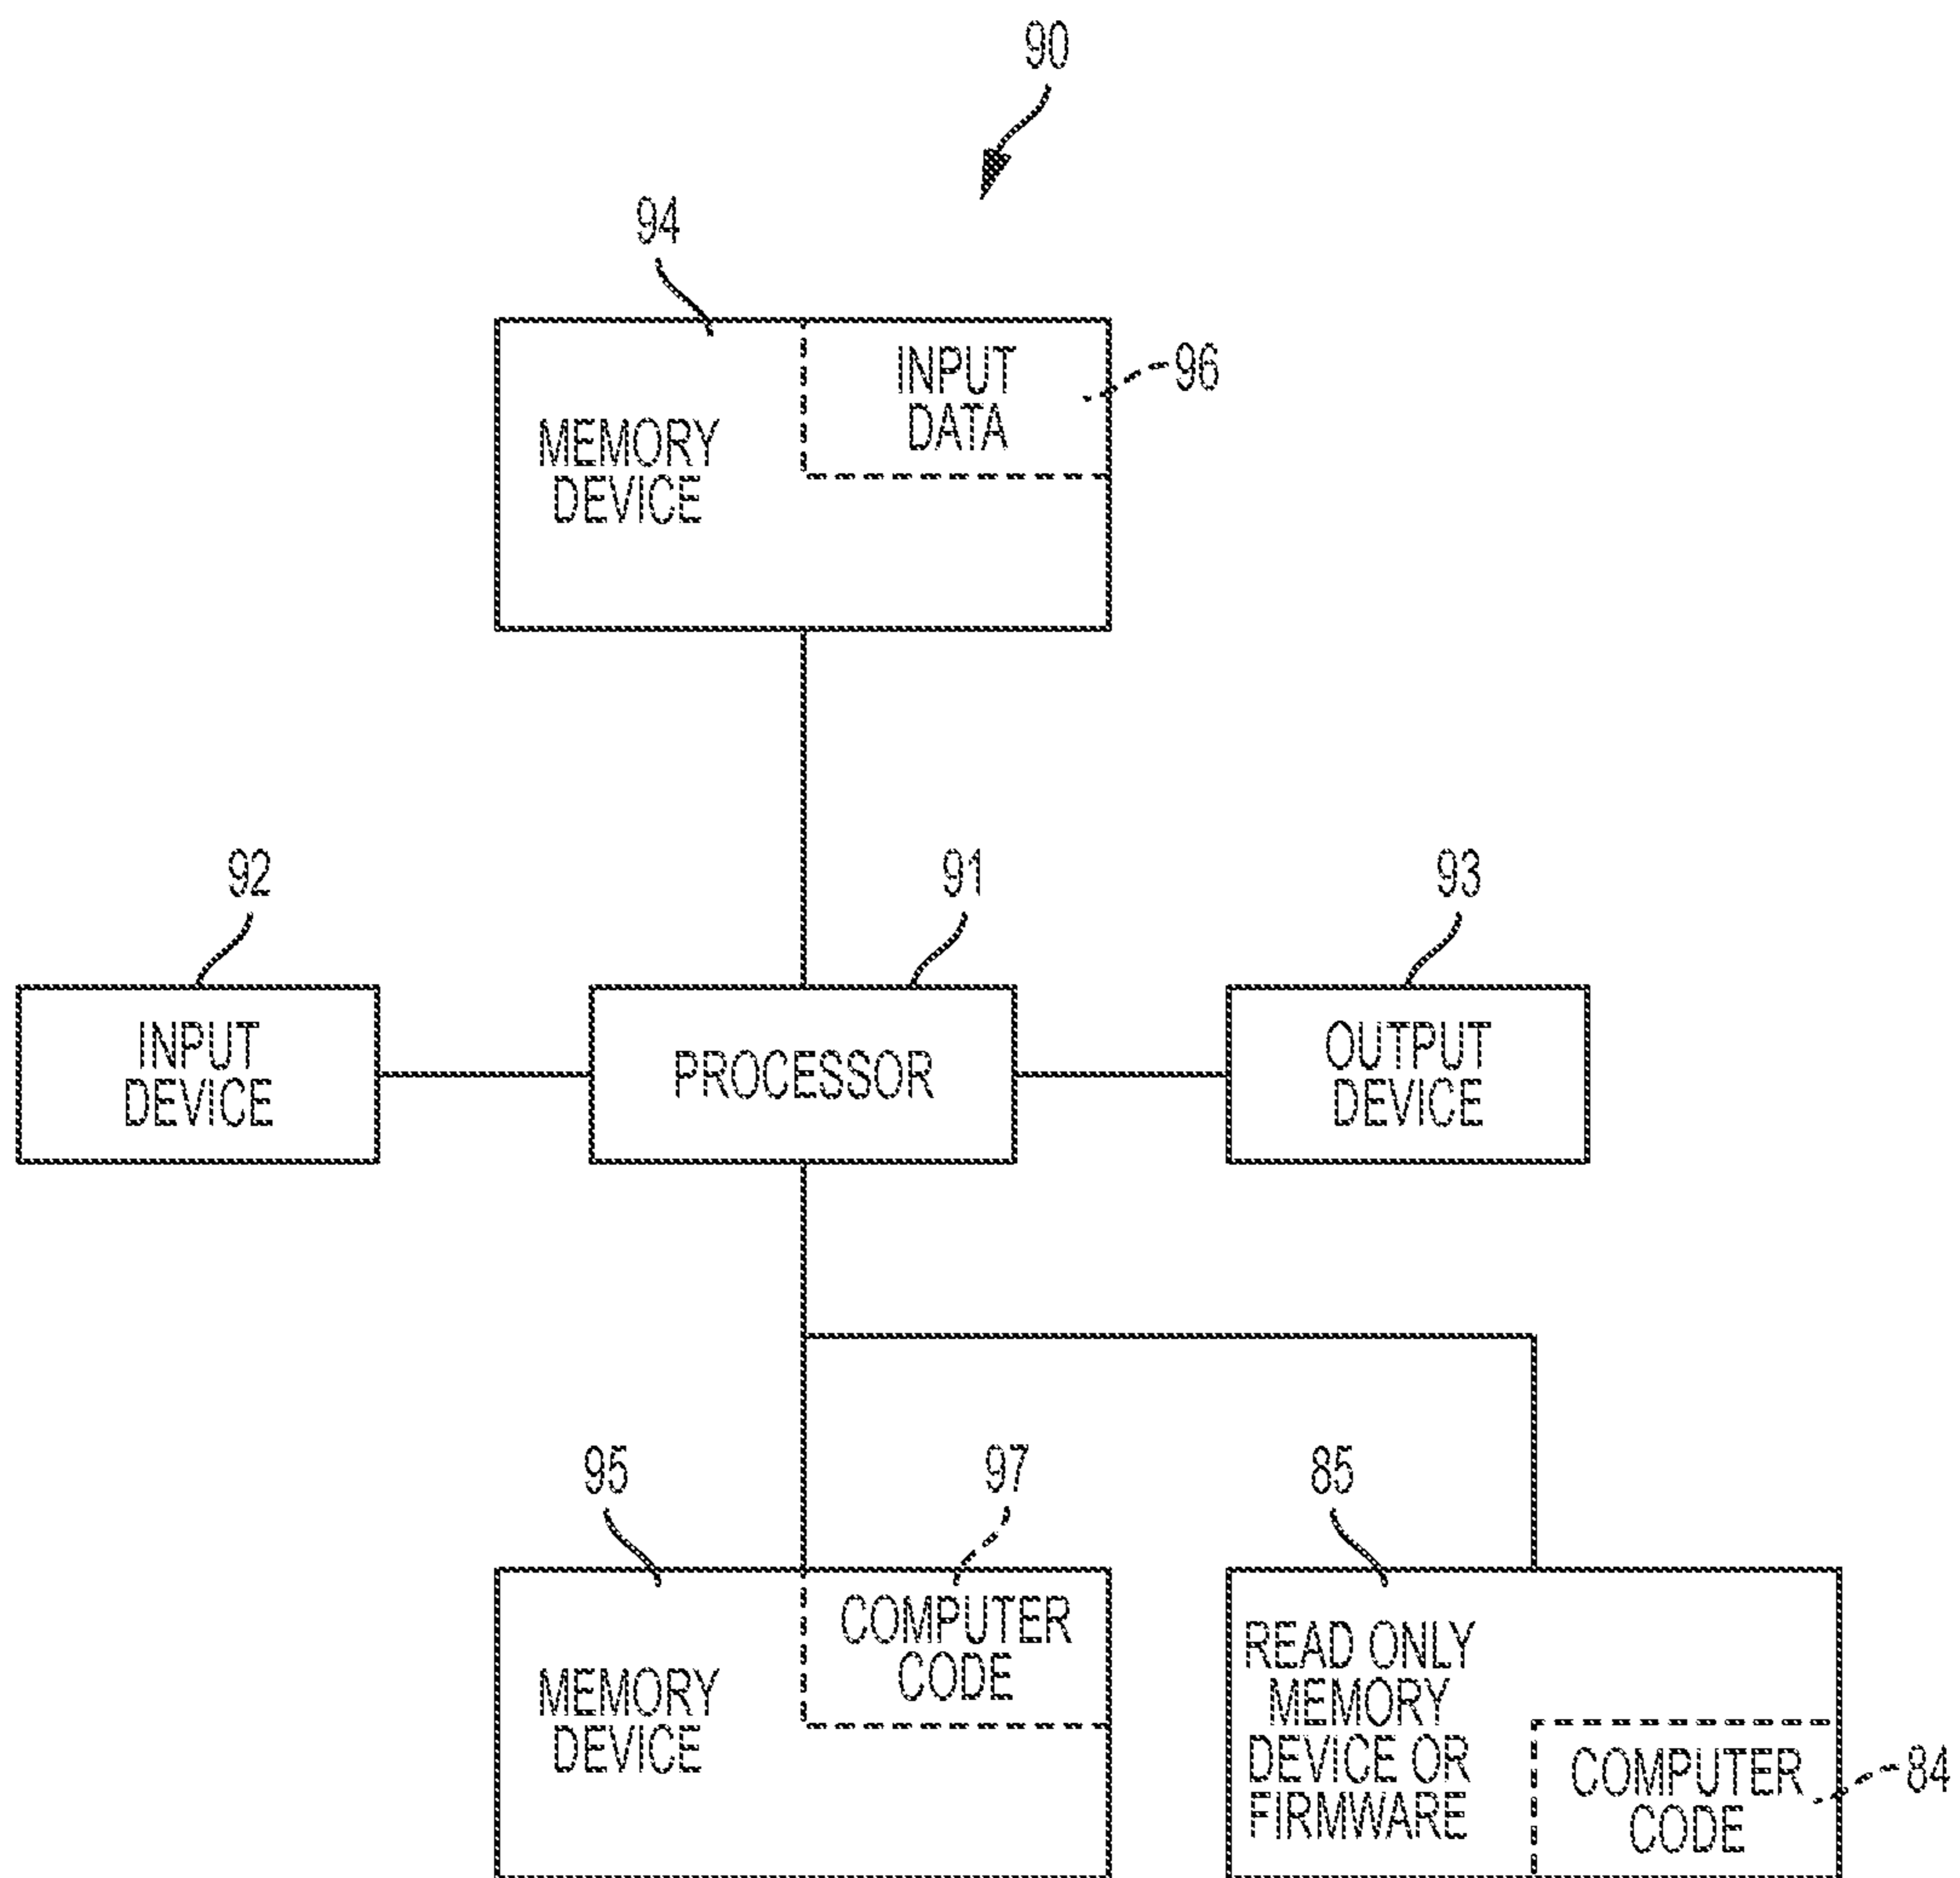 90
94
INPUT
DATA
96
MEMORY
DEVICE
92
91
93
INPUT
DEVICE
PROCESSOR
OUTPUT
DEVICE
95
97
85
COMPUTER
CODE
MEMORY
DEVICE
READ ONLY
MEMORY
DEVICE OR
FIRMWARE
COMPUTER
CODE
84